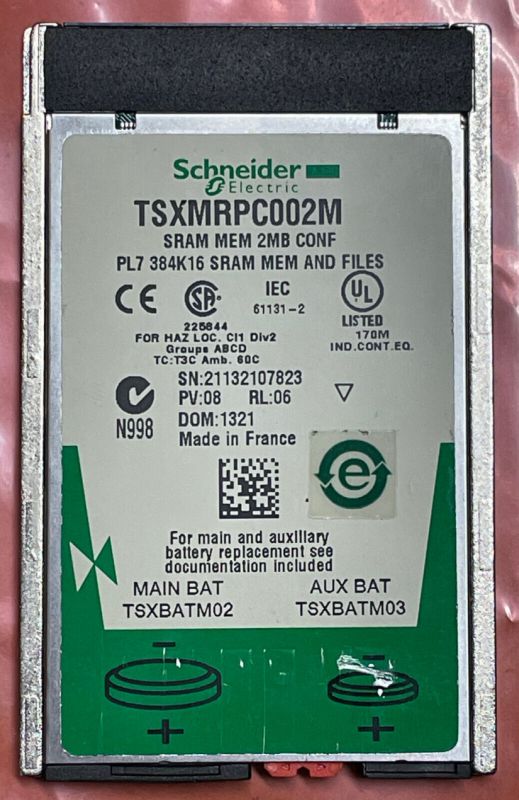 Schneider
Electric
TSXMRPC002M
SRAM MEM 2MB CONF
PL7 384K16 SRAM MEM AND FILES
CE SA IEC 61131-2 UL
LISTED
170M
IND.CONT.EQ.
225844
FOR HAZ LOC. Cl1 Div2
Groups ABCD
TC:T3C Amb. 60C
SN:21132107823
PV:08 RL:06
DOM:1321
Made in France
N998
e
For main and auxiliary
battery replacement see
documentation included
MAIN BAT AUX BAT
TSXBATM02 TSXBATM03
- -
+ +